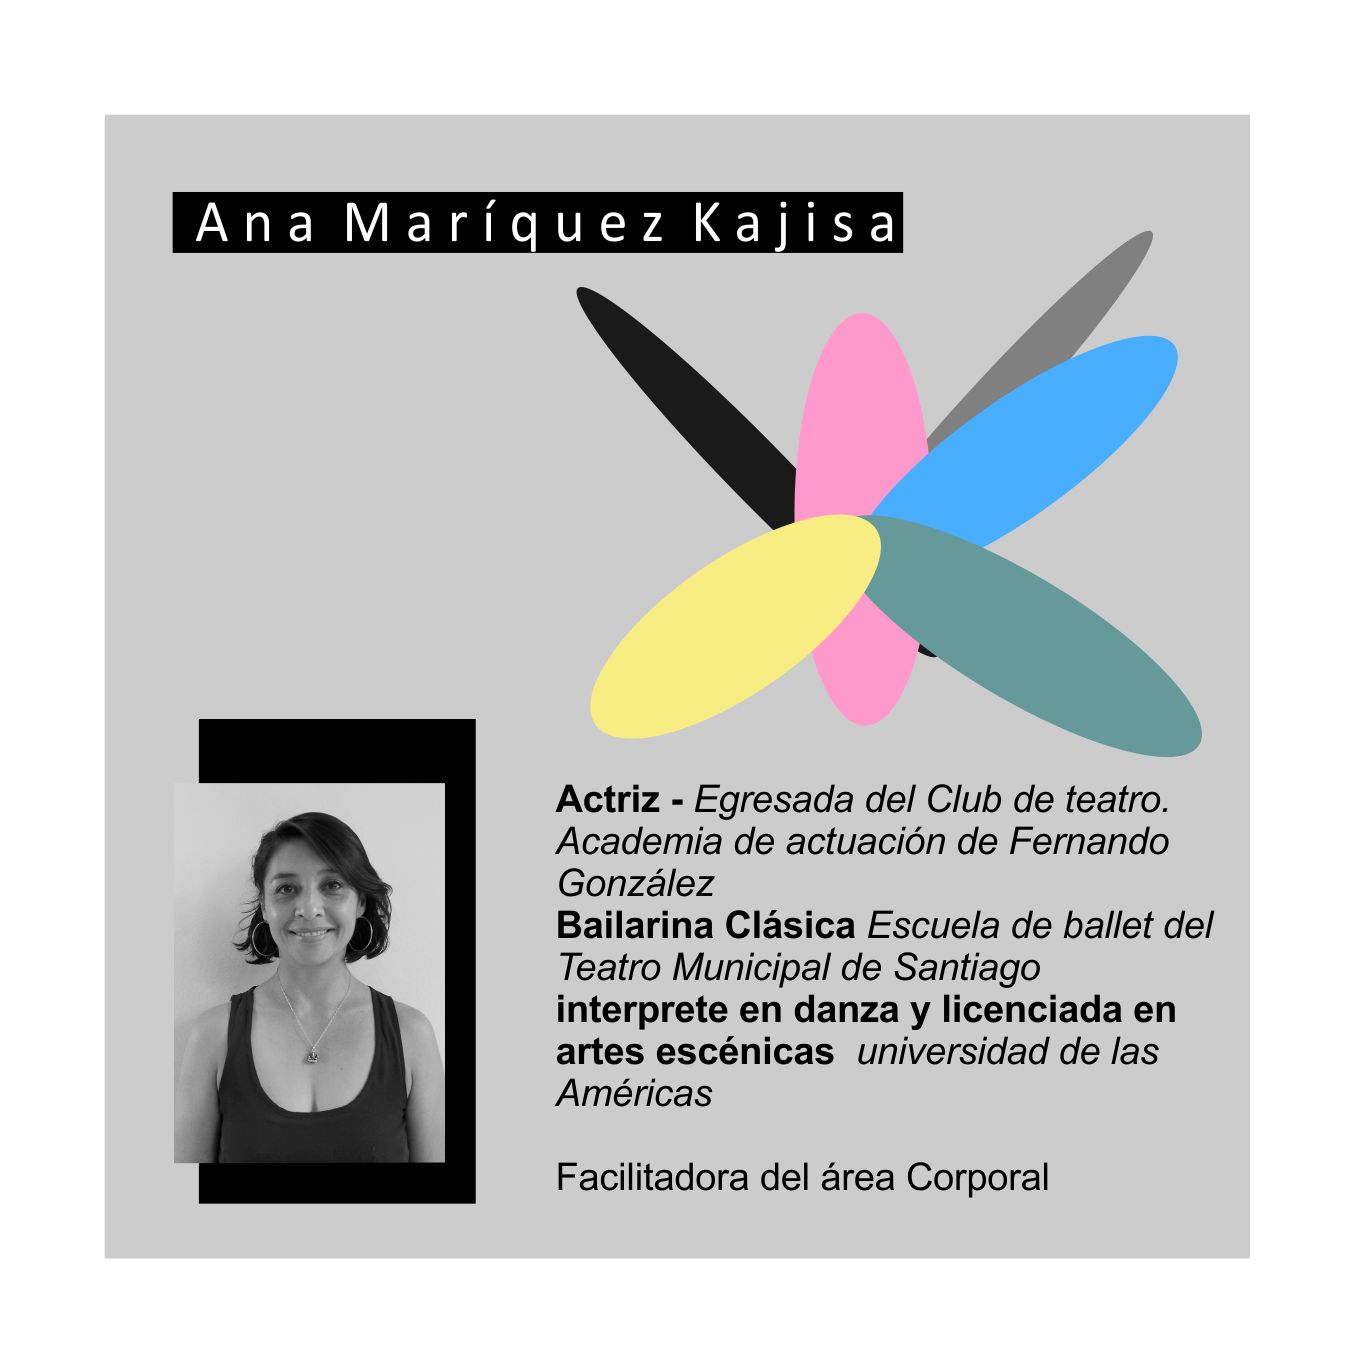 Ana Maríquez Kajisa
Actriz - Egresada del Club de teatro.
Academia de actuación de Fernando
González
Bailarina Clásica Escuela de ballet del
Teatro Municipal de Santiago
interprete en danza y licenciada en
artes escénicas universidad de las
Américas
Facilitadora del área Corporal